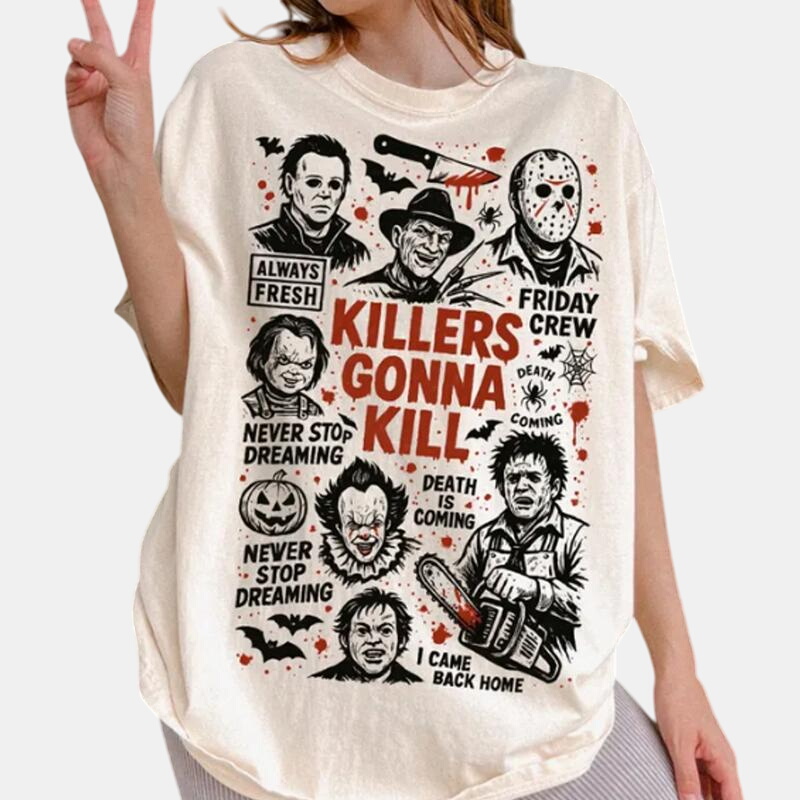 ALWAYS
FRESH
FRIDAY
CREW
KILLERS
GONNA
KILL
DEATH
COMING
NEVER STOP
DREAMING
DEATH
IS
COMING
NEVER
STOP
DREAMING
I CAME
BACK HOME